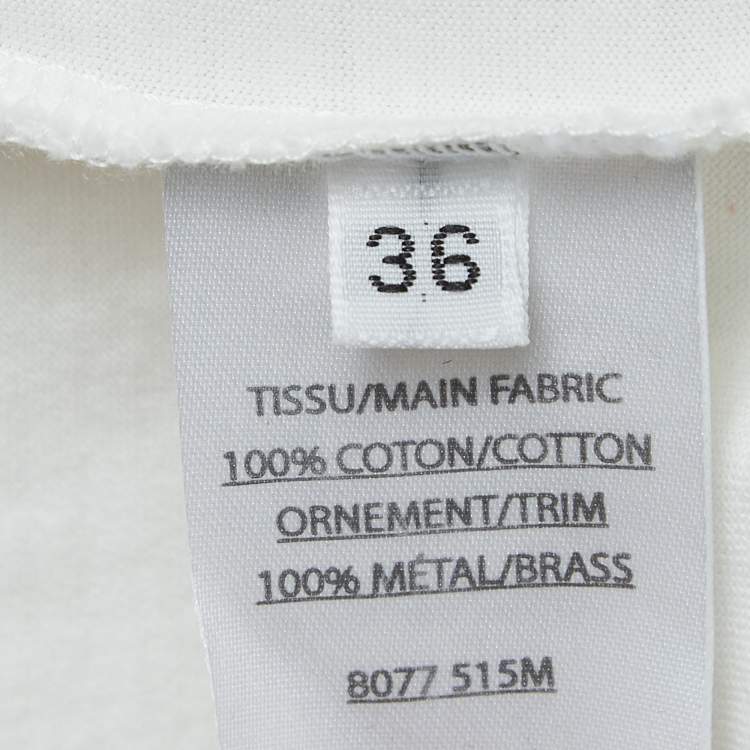 36
TISSU/MAIN FABRIC
100% COTON/COTTON
ORNEMENT/TRIM
100% MÉTAL/BRASS
8077 515M